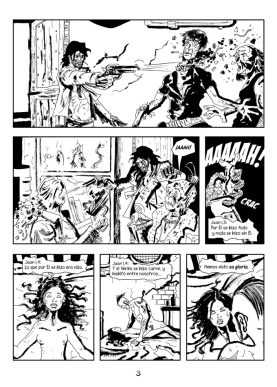 ¡AAAH!
AAAAAH!
CRAC
Juan 1:3
Por Él se hizo todo
y nada se hizo sin Él.
Juan 1:4
Lo que por Él se hizo era vida.
Juan 1:14
Y el Verbo se hizo carne, y
habitó entre nosotros...
Hemos visto su gloria.
3